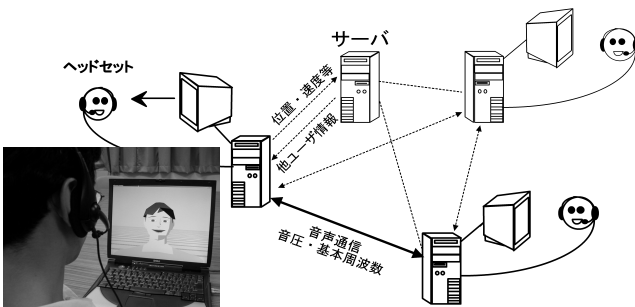 サーバ
ヘッドセット
位置・速度等
他ユーザ情報
音声通信
音圧・基本周波数